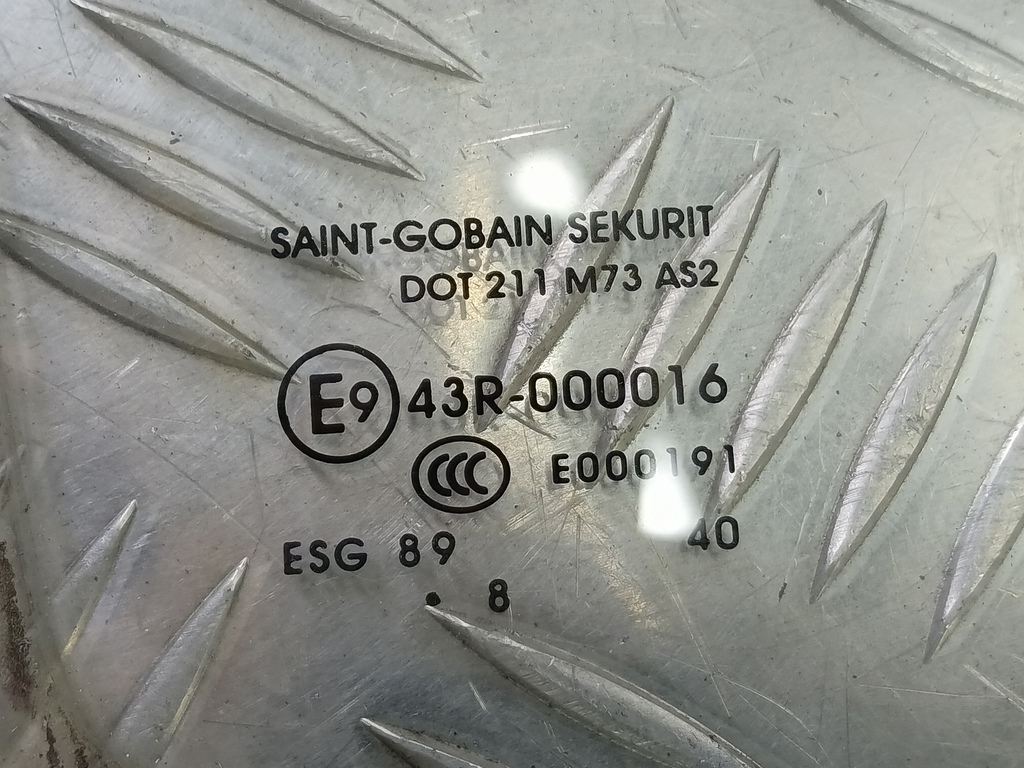 SAINT-GOBAIN SEKURIT
DOT 211 M73 AS2
E9 43R-000016
CCC E000191
ESG 89 40
. 8